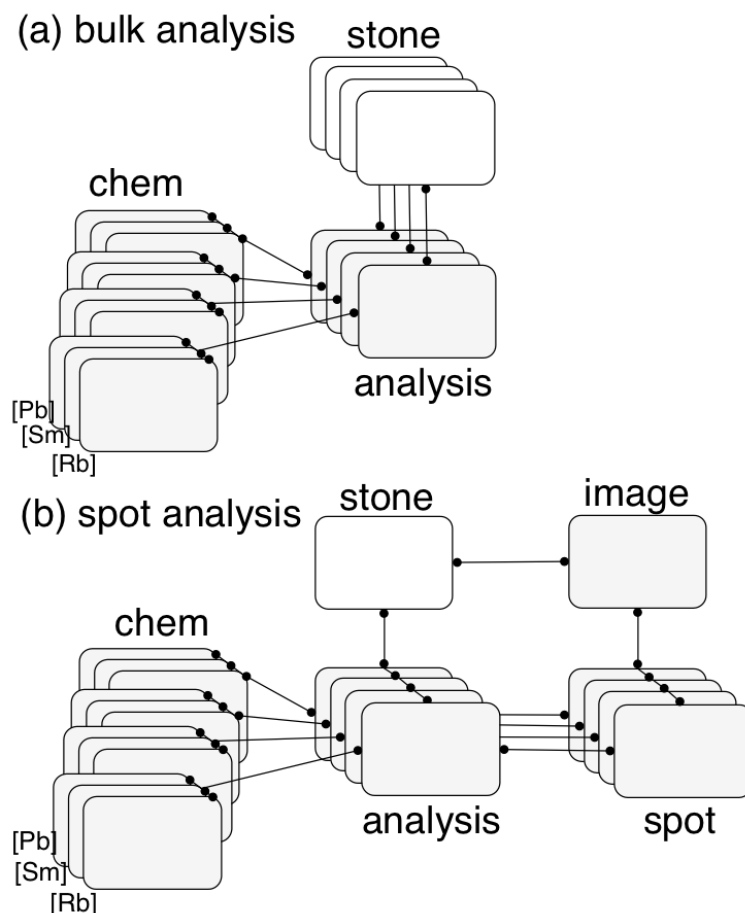 (a) bulk analysis
stone
chem
analysis
[Pb]
[Sm]
[Rb]
(b) spot analysis
stone
image
chem
analysis
spot
[Pb]
[Sm]
[Rb]